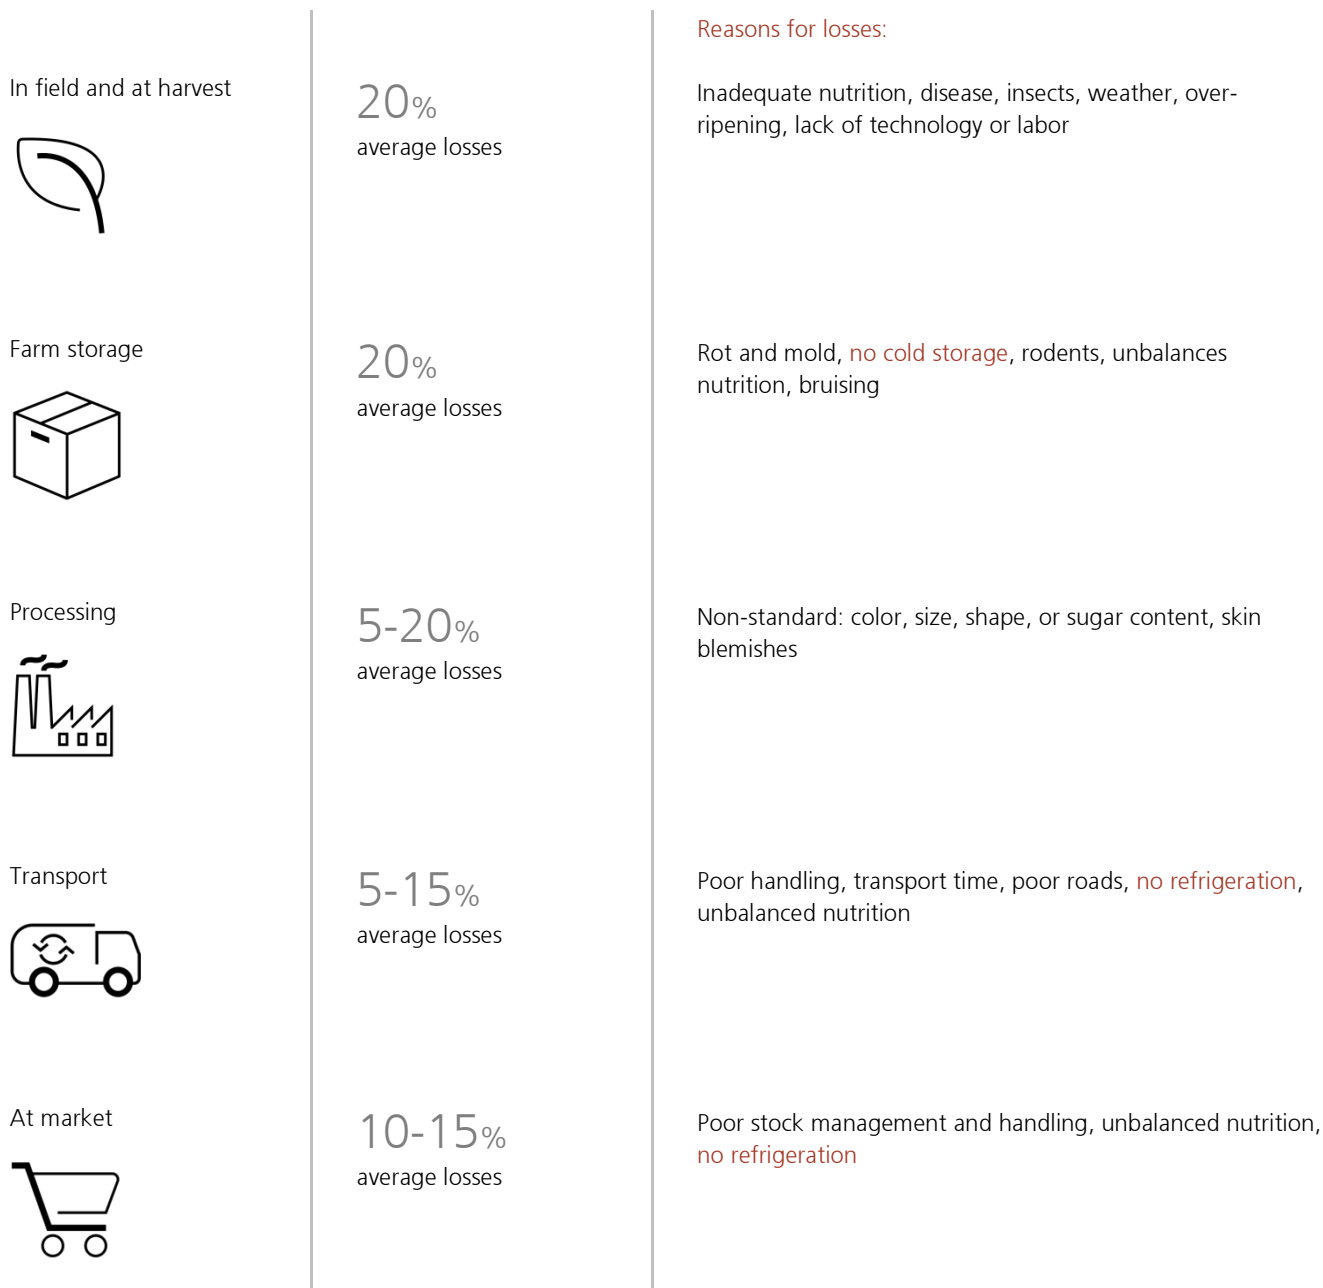 Reasons for losses:
In field and at harvest
20%
average losses
Inadequate nutrition, disease, insects, weather, over-
ripening, lack of technology or labor
Farm storage
20%
average losses
Rot and mold, no cold storage, rodents, unbalances
nutrition, bruising
Processing
5-20%
average losses
Non-standard: color, size, shape, or sugar content, skin
blemishes
Transport
5-15%
average losses
Poor handling, transport time, poor roads, no refrigeration,
unbalanced nutrition
At market
10-15%
average losses
Poor stock management and handling, unbalanced nutrition,
no refrigeration